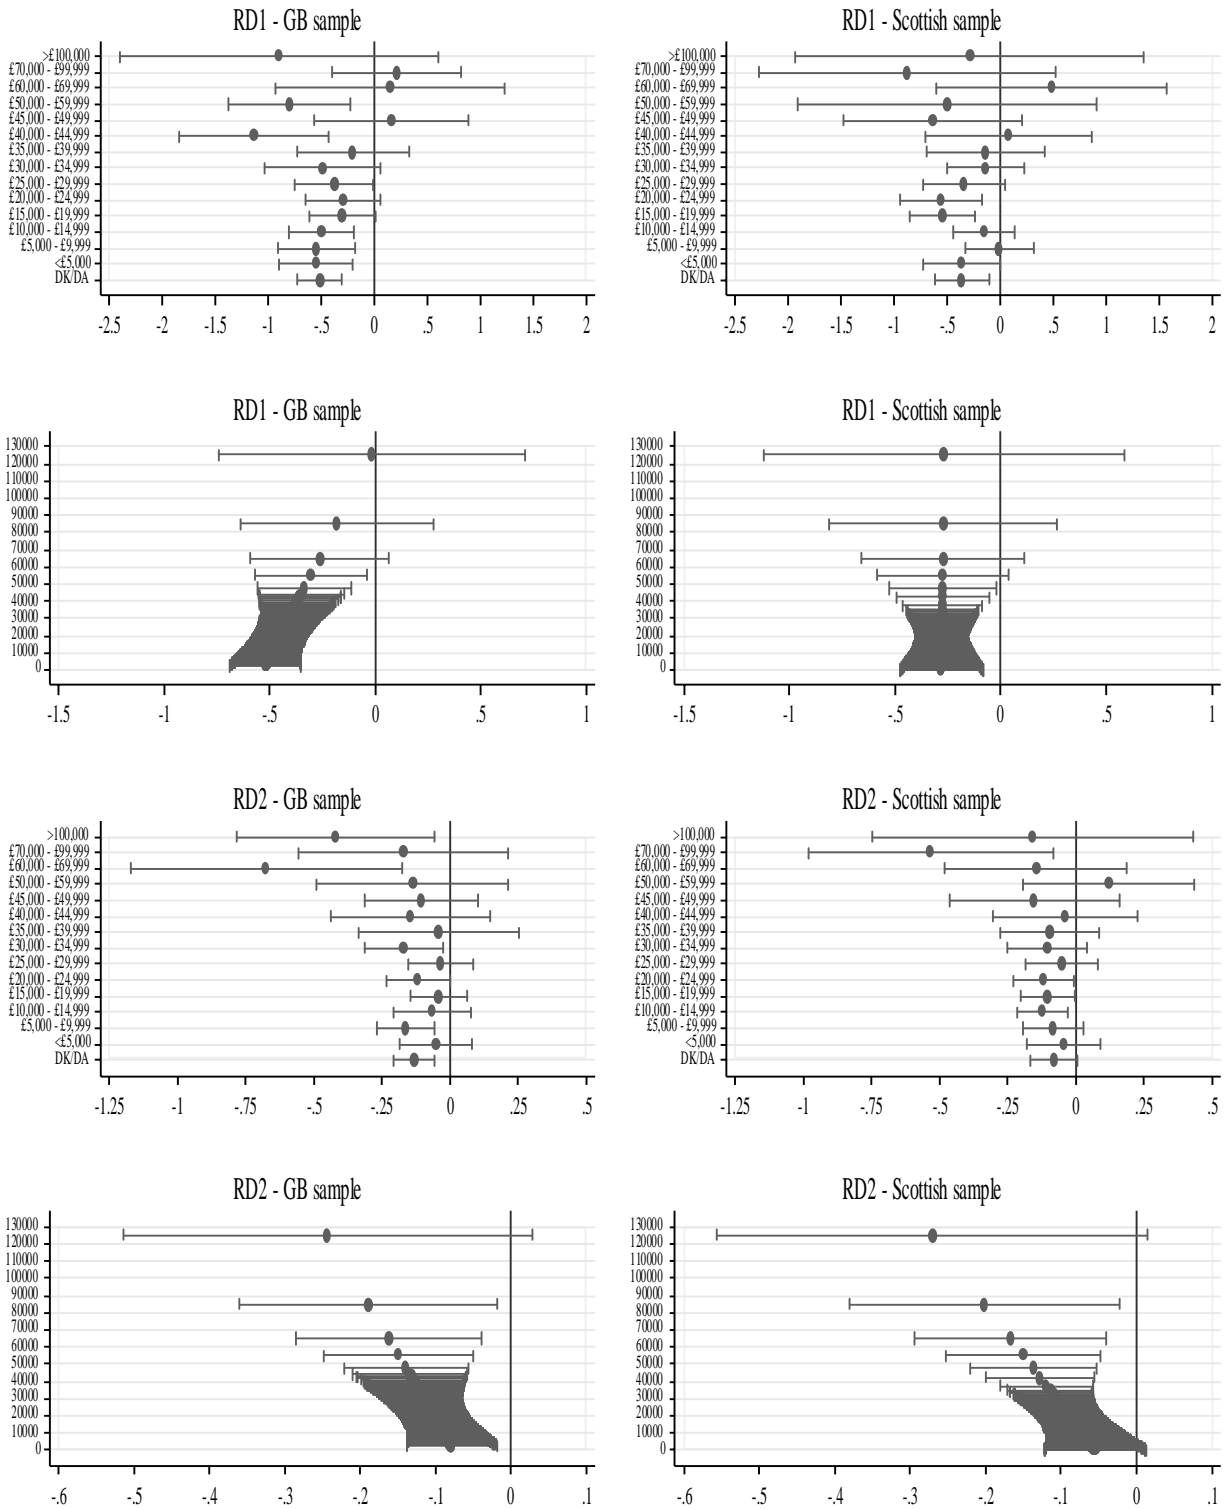 RD1 - GB sample
>£100,000
£70,000 - £99,999
£60,000 - £69,999
£50,000 - £59,999
£45,000 - £49,999
£40,000 - £44,999
£35,000 - £39,999
£30,000 - £34,999
£25,000 - £29,999
£20,000 - £24,999
£15,000 - £19,999
£10,000 - £14,999
£5,000 - £9,999
<£5,000
DK/DA
-2.5 -2 -1.5 -1 -.5 0 .5 1 1.5 2
RD1 - Scottish sample
>£100,000
£70,000 - £99,999
£60,000 - £69,999
£50,000 - £59,999
£45,000 - £49,999
£40,000 - £44,999
£35,000 - £39,999
£30,000 - £34,999
£25,000 - £29,999
£20,000 - £24,999
£15,000 - £19,999
£10,000 - £14,999
£5,000 - £9,999
<£5,000
DK/DA
-2.5 -2 -1.5 -1 -.5 0 .5 1 1.5 2
RD1 - GB sample
130000
120000
110000
100000
90000
80000
70000
60000
50000
40000
30000
20000
10000
0
-1.5 -1 -.5 0 .5 1
RD1 - Scottish sample
130000
120000
110000
100000
90000
80000
70000
60000
50000
40000
30000
20000
10000
0
-1.5 -1 -.5 0 .5 1
RD2 - GB sample
>100,000
£70,000 - £99,999
£60,000 - £69,999
£50,000 - £59,999
£45,000 - £49,999
£40,000 - £44,999
£35,000 - £39,999
£30,000 - £34,999
£25,000 - £29,999
£20,000 - £24,999
£15,000 - £19,999
£10,000 - £14,999
£5,000 - £9,999
<£5,000
DK/DA
-1.25 -1 -.75 -.5 -.25 0 .25 .5
RD2 - Scottish sample
>100,000
£70,000 - £99,999
£60,000 - £69,999
£50,000 - £59,999
£45,000 - £49,999
£40,000 - £44,999
£35,000 - £39,999
£30,000 - £34,999
£25,000 - £29,999
£20,000 - £24,999
£15,000 - £19,999
£10,000 - £14,999
£5,000 - £9,999
<5,000
DK/DA
-1.25 -1 -.75 -.5 -.25 0 .25 .5
RD2 - GB sample
130000
120000
110000
100000
90000
80000
70000
60000
50000
40000
30000
20000
10000
0
-.6 -.5 -.4 -.3 -.2 -.1 0 .1
RD2 - Scottish sample
130000
120000
110000
100000
90000
80000
70000
60000
50000
40000
30000
20000
10000
0
-.6 -.5 -.4 -.3 -.2 -.1 0 .1